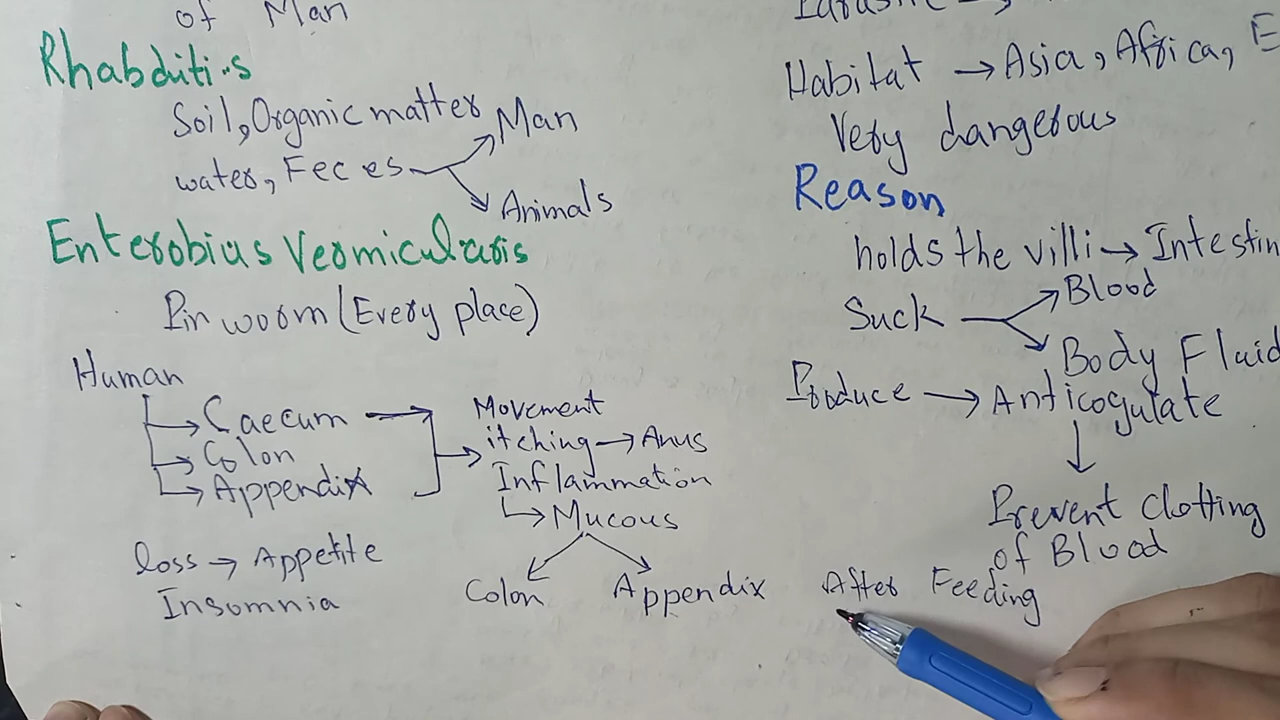 of Man
Rhabditis
Soil, Organic matter
water, Feces → Man
Animals
Enterobius Vermicularis
Pin worm (Every place)
Human
Caecum →
Colon
Appendix
Movement
itching → Anus
Inflammation
Mucous
Colon Appendix
loss → Appetite
Insomnia
Habitat → Asia, Africa, E
Very dangerous
Reason
holds the villi → Intestin
Suck → Blood
Body Fluid
Produce → Anticogulate
Prevent Clotting
of Blood
After Feeding